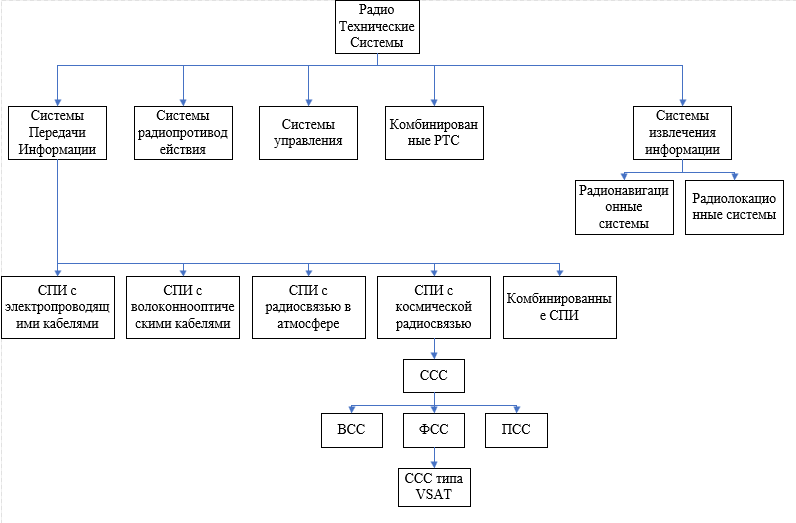 Радио
Технические
Системы
Системы
Передачи
Информации
Системы
радиопротивод
ействия
Системы
управления
Комбинирован
ные РТС
Системы
извлечения
информации
Радионавигаци
онные
системы
Радиолокацио
нные системы
СПИ с
электропроводящ
ими кабелями
СПИ с
волоконнооптиче
скими кабелями
СПИ с
радиосвязью в
атмосфере
СПИ с
космической
радиосвязью
Комбинированны
е СПИ
ССС
ВСС
ФСС
ПСС
ССС типа
VSAT